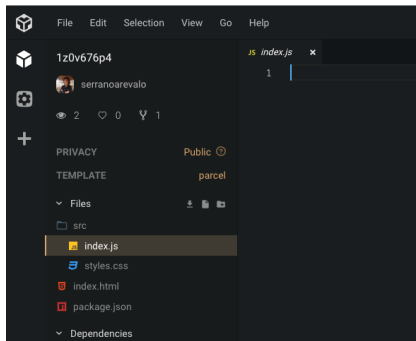 File Edit Selection View Go Help
1z0v676p4
serranoarevalo
2 0 1
PRIVACY Public
TEMPLATE parcel
Files
src
JS index.js
styles.css
index.html
package.json
Dependencies
JS index.js ×
1